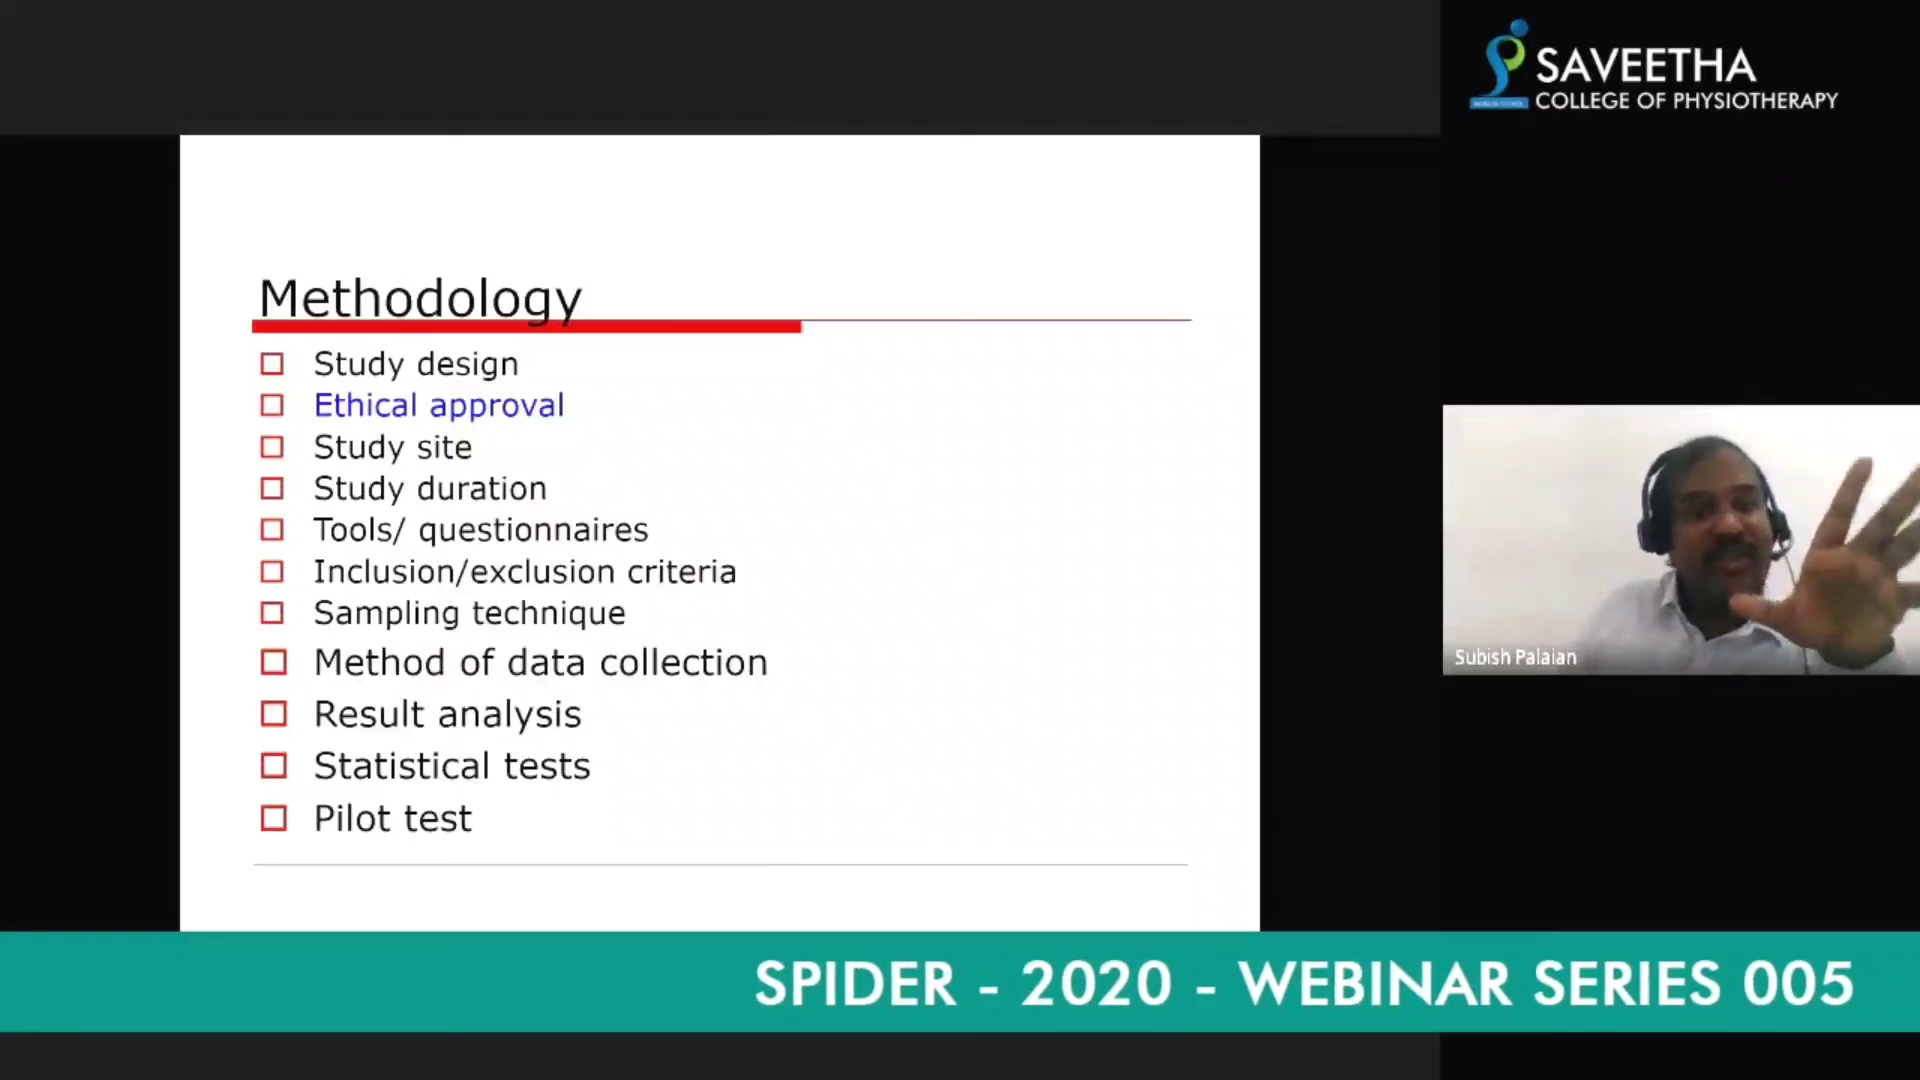 SAVEETHA
COLLEGE OF PHYSIOTHERAPY
Methodology
Study design
Ethical approval
Study site
Study duration
Tools/ questionnaires
Inclusion/exclusion criteria
Sampling technique
Method of data collection
Result analysis
Statistical tests
Pilot test
Subish Palaian
SPIDER - 2020 - WEBINAR SERIES 005